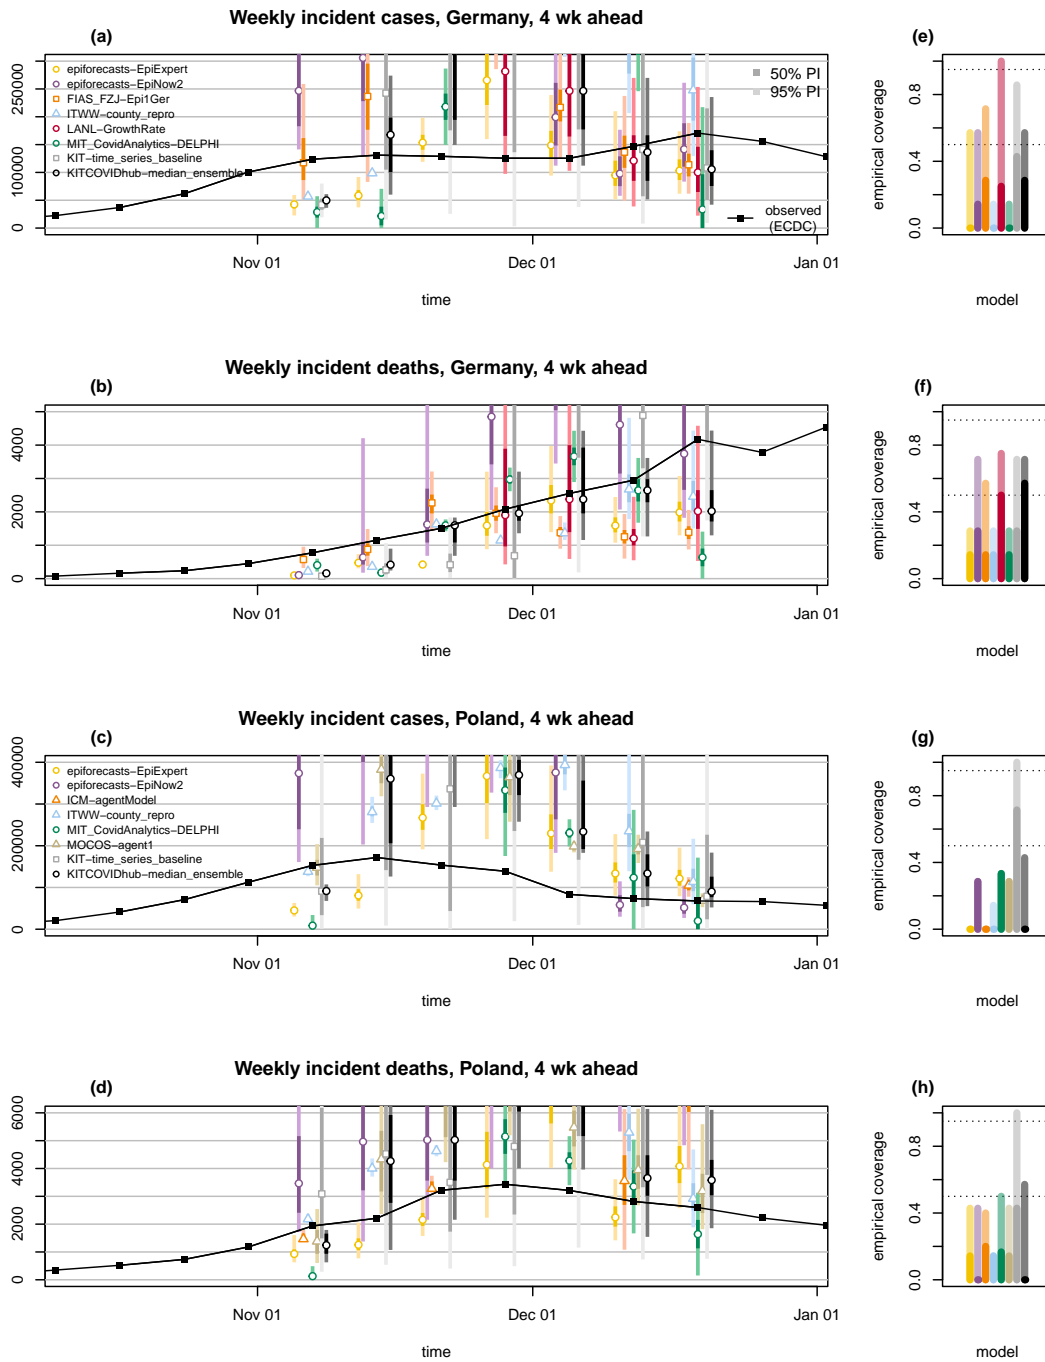 Weekly incident cases, Germany, 4 wk ahead
(a)
(e)
epiforecasts−EpiExpert
epiforecasts−EpiNow2
FIAS_FZJ−Epi1Ger
ITWW−county_repro
LANL−GrowthRate
MIT_CovidAnalytics−DELPHI
KIT−time_series_baseline
KITCOVIDhub−median_ensemble
50% PI
95% PI
observed
(ECDC)
0
100000
250000
Nov 01
Dec 01
Jan 01
time
empirical coverage
0.0
0.4
0.8
model
Weekly incident deaths, Germany, 4 wk ahead
(b)
(f)
0
2000
4000
Nov 01
Dec 01
Jan 01
time
empirical coverage
0.0
0.4
0.8
model
Weekly incident cases, Poland, 4 wk ahead
(c)
(g)
epiforecasts−EpiExpert
epiforecasts−EpiNow2
ICM−agentModel
ITWW−county_repro
MIT_CovidAnalytics−DELPHI
MOCOS−agent1
KIT−time_series_baseline
KITCOVIDhub−median_ensemble
0
200000
400000
Nov 01
Dec 01
Jan 01
time
empirical coverage
0.0
0.4
0.8
model
Weekly incident deaths, Poland, 4 wk ahead
(d)
(h)
0
2000
4000
6000
Nov 01
Dec 01
Jan 01
time
empirical coverage
0.0
0.4
0.8
model